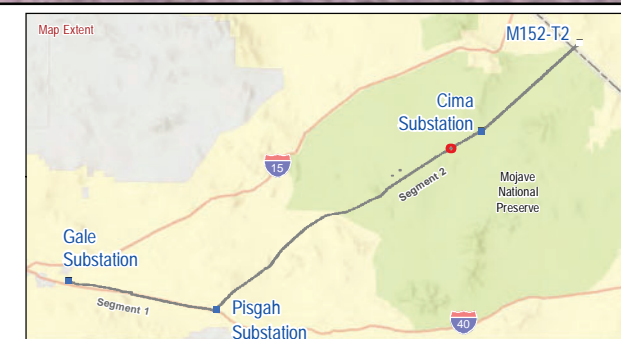 Map Extent
M152-T2
Cima
Substation
15
Segment 2
Mojave
National
Preserve
Gale
Substation
Segment 1
Pisgah
Substation
40